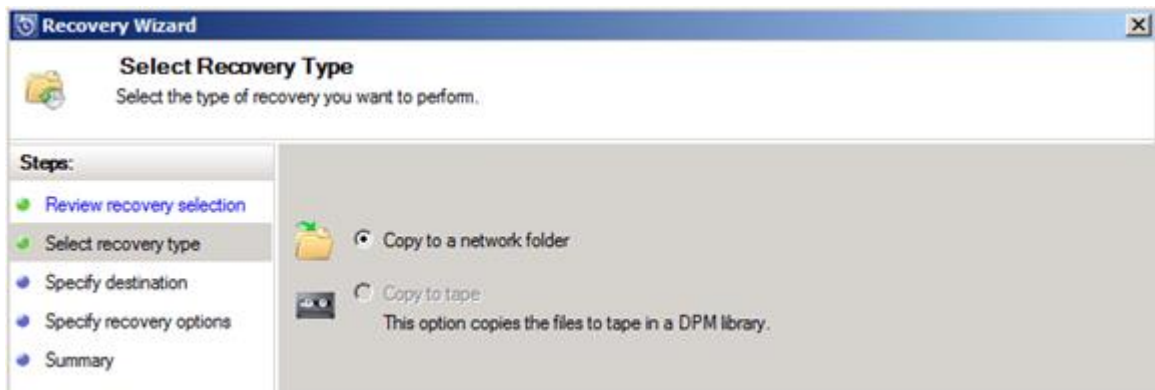 Recovery Wizard
Select Recovery Type
Select the type of recovery you want to perform.
Steps:
Review recovery selection
Select recovery type
Specify destination
Specify recovery options
Summary
Copy to a network folder
Copy to tape
This option copies the files to tape in a DPM library.